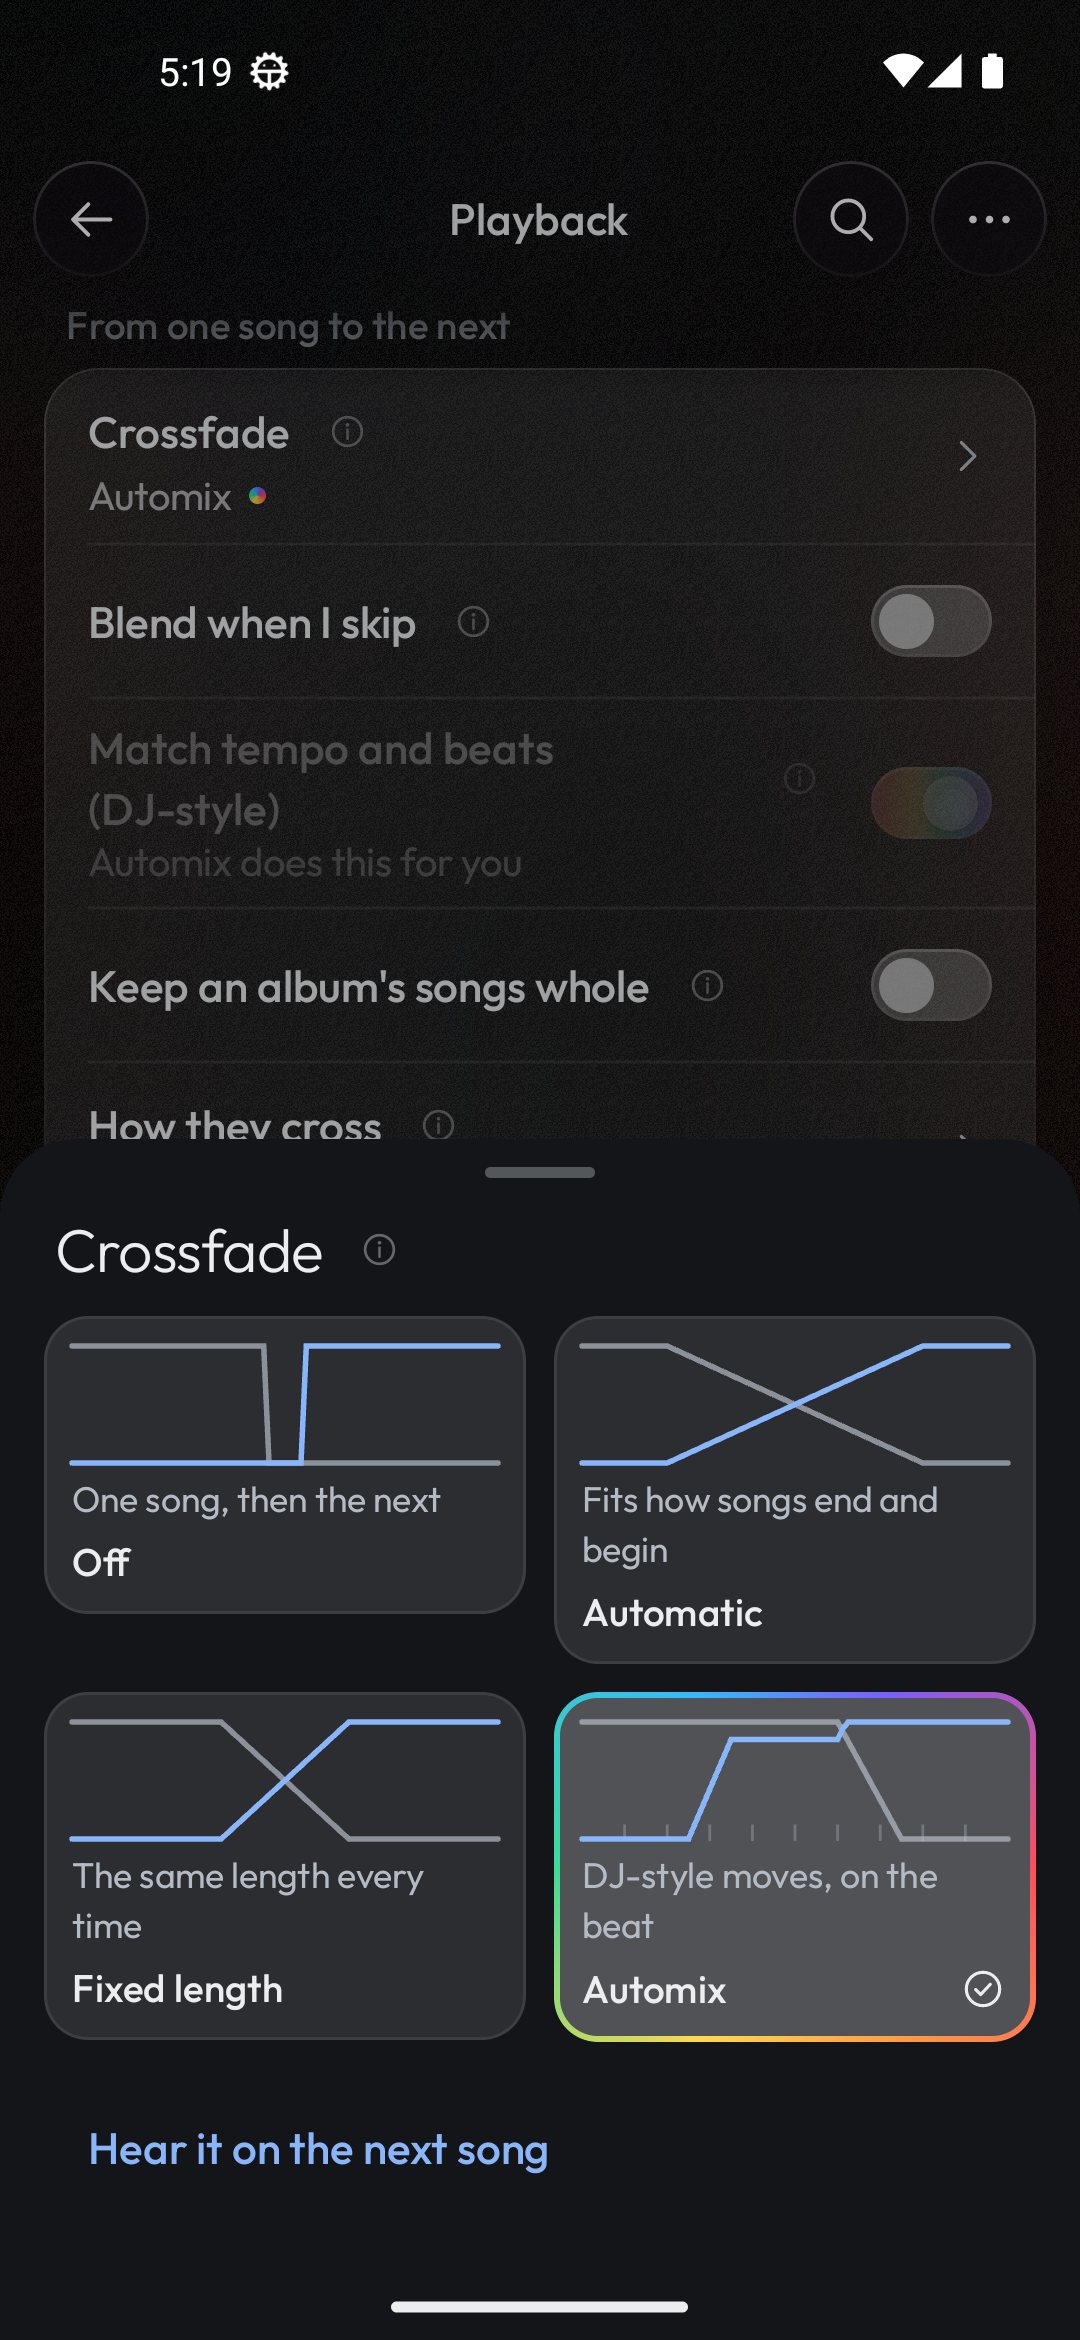 5:19
Playback
From one song to the next
Crossfade
Automix
Blend when I skip
Match tempo and beats
(DJ-style)
Automix does this for you
Keep an album's songs whole
How they cross
Crossfade
One song, then the next
Off
Fits how songs end and
begin
Automatic
The same length every
time
Fixed length
DJ-style moves, on the
beat
Automix
Hear it on the next song